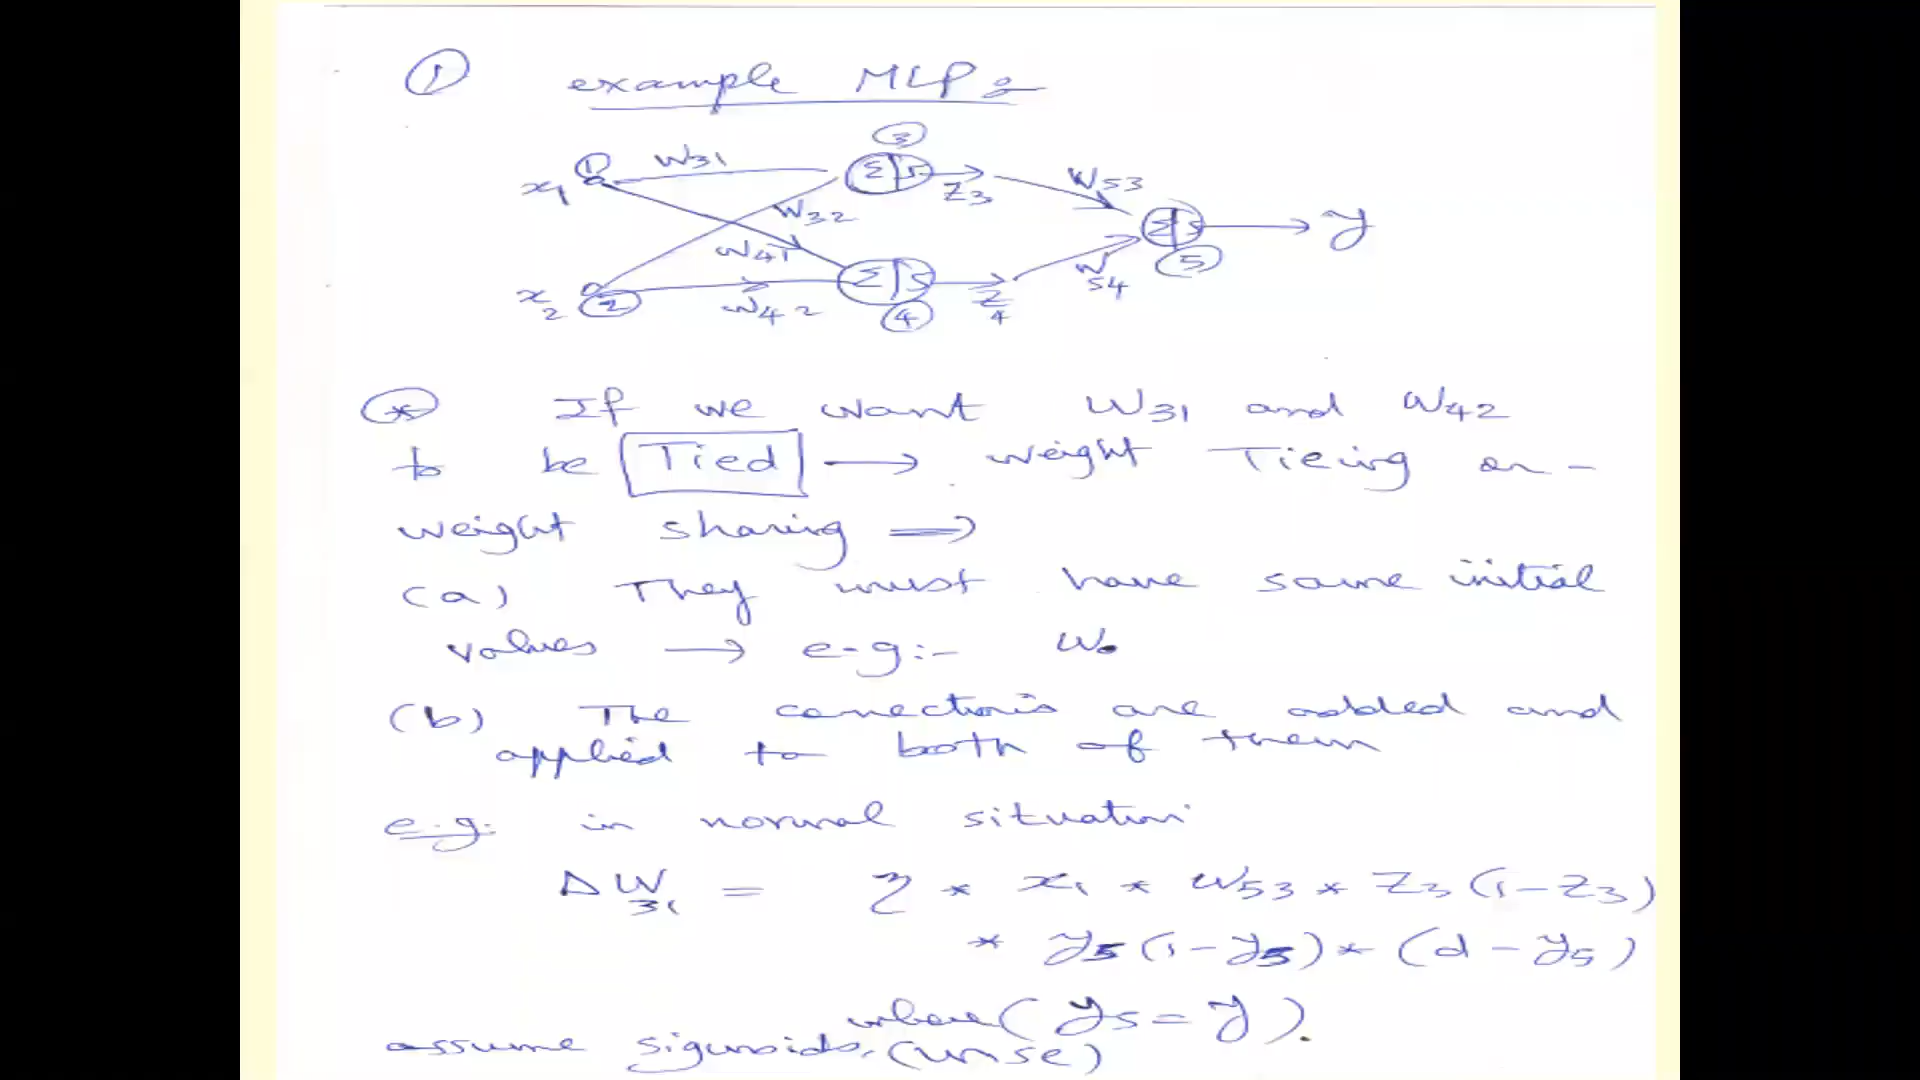 ① example MLP :-
③
x1 ① W31 Σ|S Z3 W53
W32 Σ|S y
W41 ⑤
x2 ② W42 Σ|S Z4 W54
④
⊛ If we want W31 and W42
to be Tied → weight Tieing or -
weight sharing ⇒
(a) They must have same initial
values → e-g:- W0
(b) The corrections are added and
applied to both of them
e.g. in normal situation
ΔW31 = η * x1 * W53 * Z3 (1-Z3)
* y5 (1-y5) * (d - y5)
where (y5 = y).
assume sigmoids, (mse)